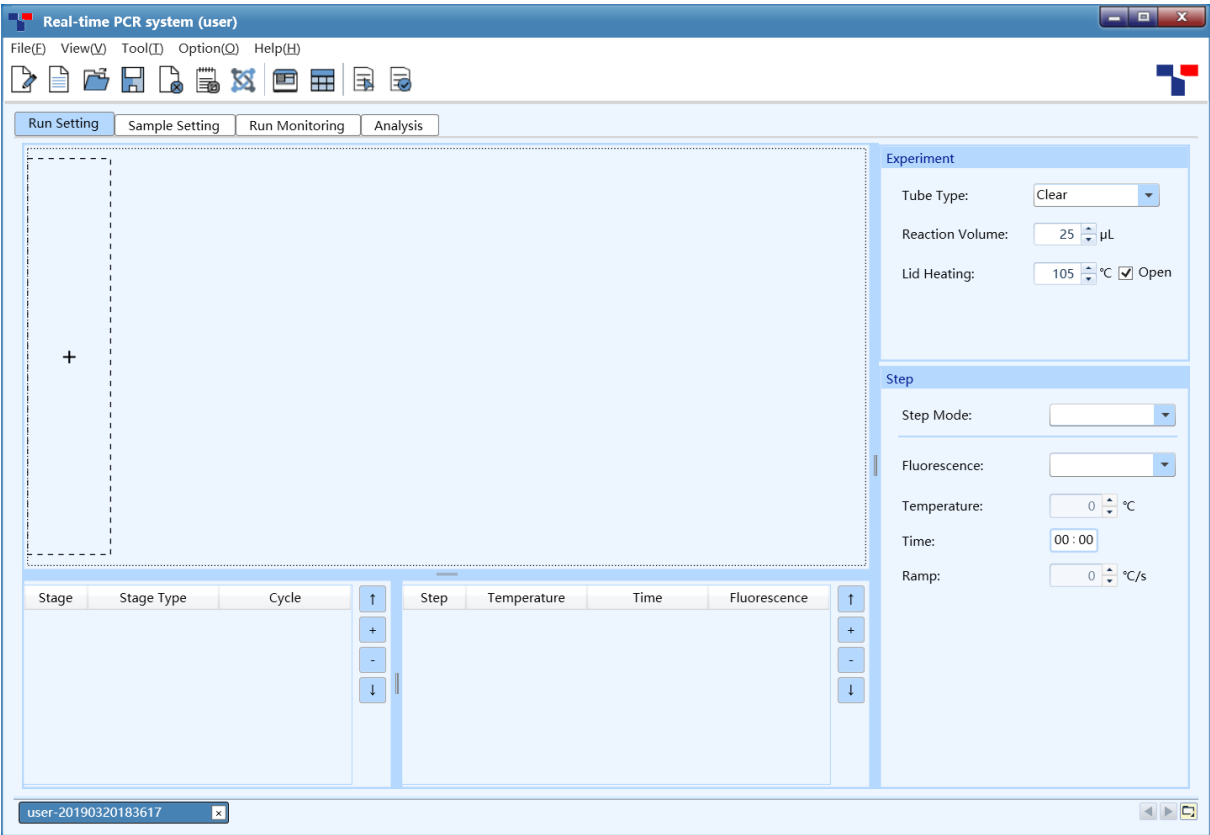 Real-time PCR system (user)
File(F) View(V) Tool(T) Option(O) Help(H)
Run Setting Sample Setting Run Monitoring Analysis
+
Experiment
Tube Type: Clear
Reaction Volume: 25 µL
Lid Heating: 105 ℃ Open
Step
Step Mode:
Fluorescence:
Temperature: 0 ℃
Time: 00:00
Ramp: 0 ℃/s
Stage Stage Type Cycle ↑
+
-
↓
Step Temperature Time Fluorescence ↑
+
-
↓
user-20190320183617 x